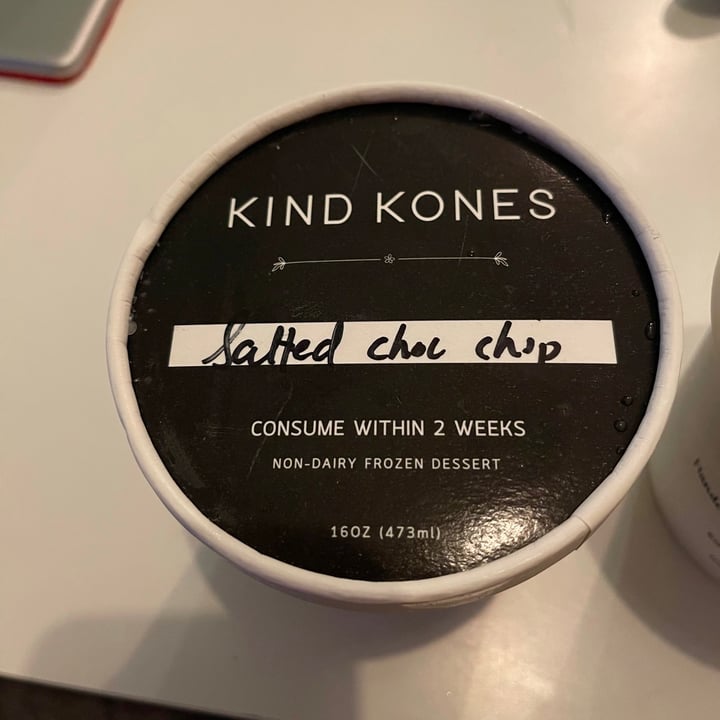 KIND KONES
Salted choc chip
CONSUME WITHIN 2 WEEKS
NON-DAIRY FROZEN DESSERT
16OZ (473ml)